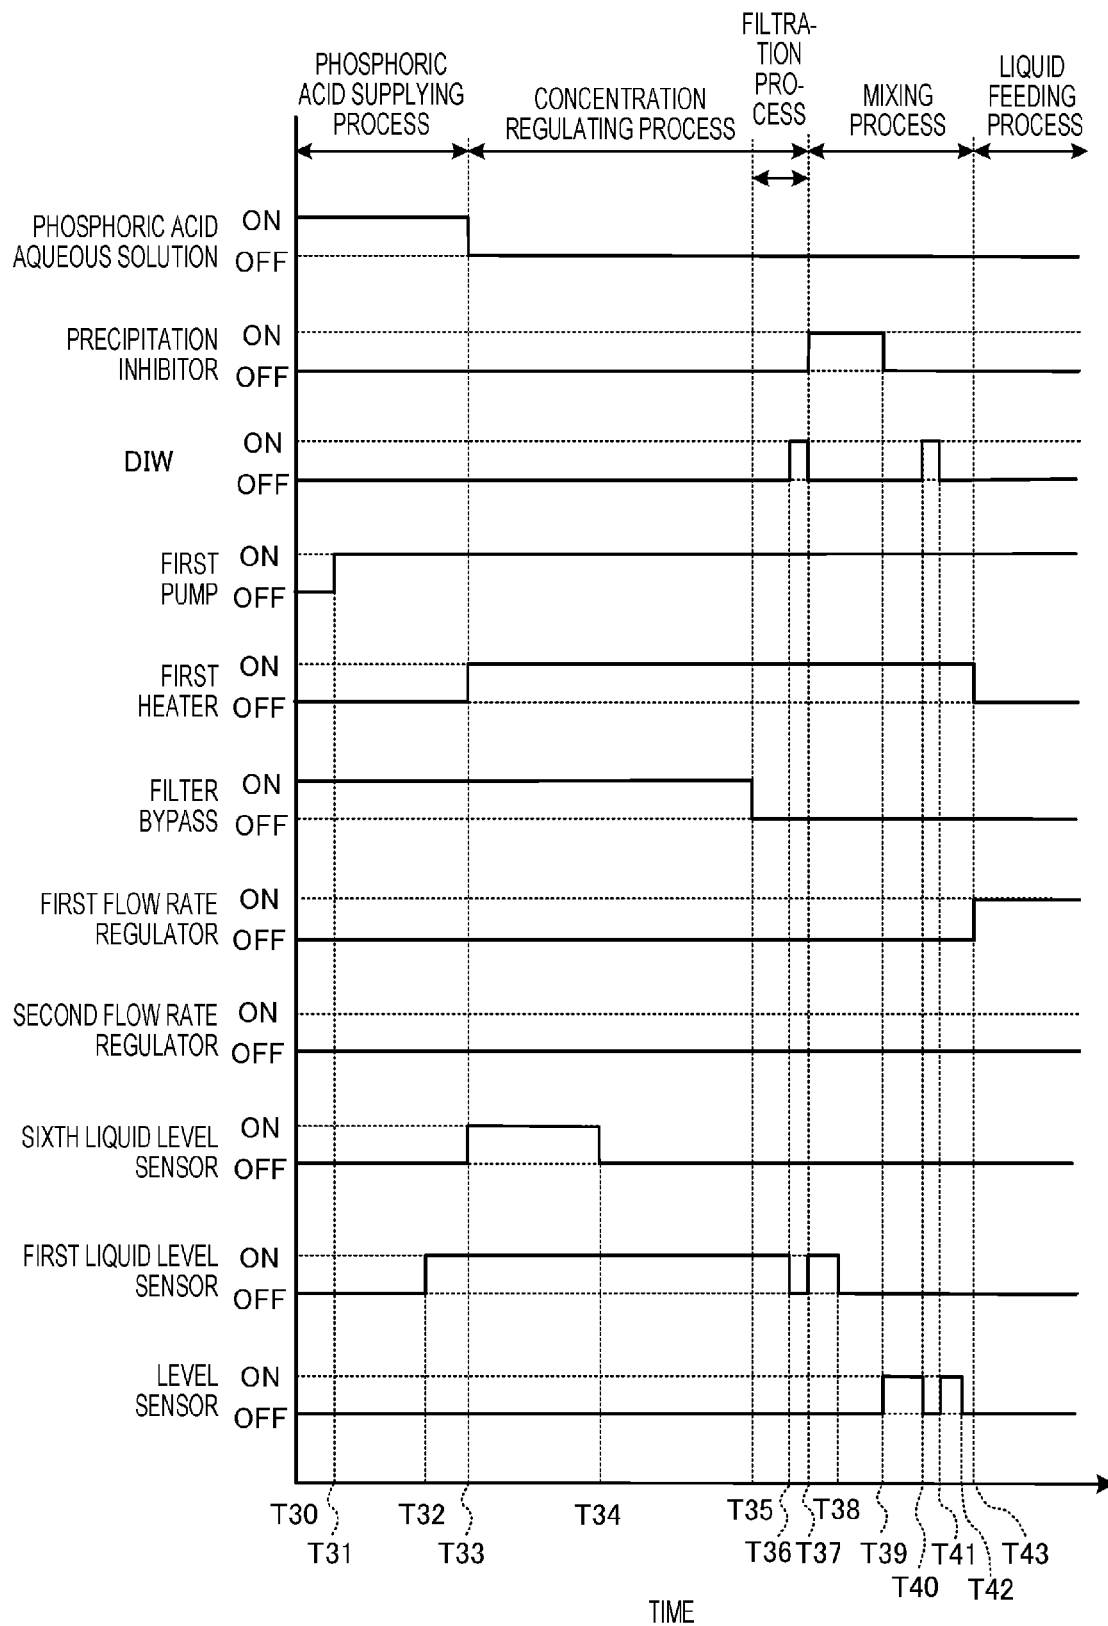 PHOSPHORIC
ACID SUPPLYING
PROCESS
CONCENTRATION
REGULATING PROCESS
FILTRA-
TION
PRO-
CESS
MIXING
PROCESS
LIQUID
FEEDING
PROCESS
PHOSPHORIC ACID
AQUEOUS SOLUTION
ON
OFF
PRECIPITATION
INHIBITOR
ON
OFF
DIW
ON
OFF
FIRST
PUMP
ON
OFF
FIRST
HEATER
ON
OFF
FILTER
BYPASS
ON
OFF
FIRST FLOW RATE
REGULATOR
ON
OFF
SECOND FLOW RATE
REGULATOR
ON
OFF
SIXTH LIQUID LEVEL
SENSOR
ON
OFF
FIRST LIQUID LEVEL
SENSOR
ON
OFF
LEVEL
SENSOR
ON
OFF
T30
T31
T32
T33
T34
T35
T36
T37
T38
T39
T40
T41
T42
T43
TIME